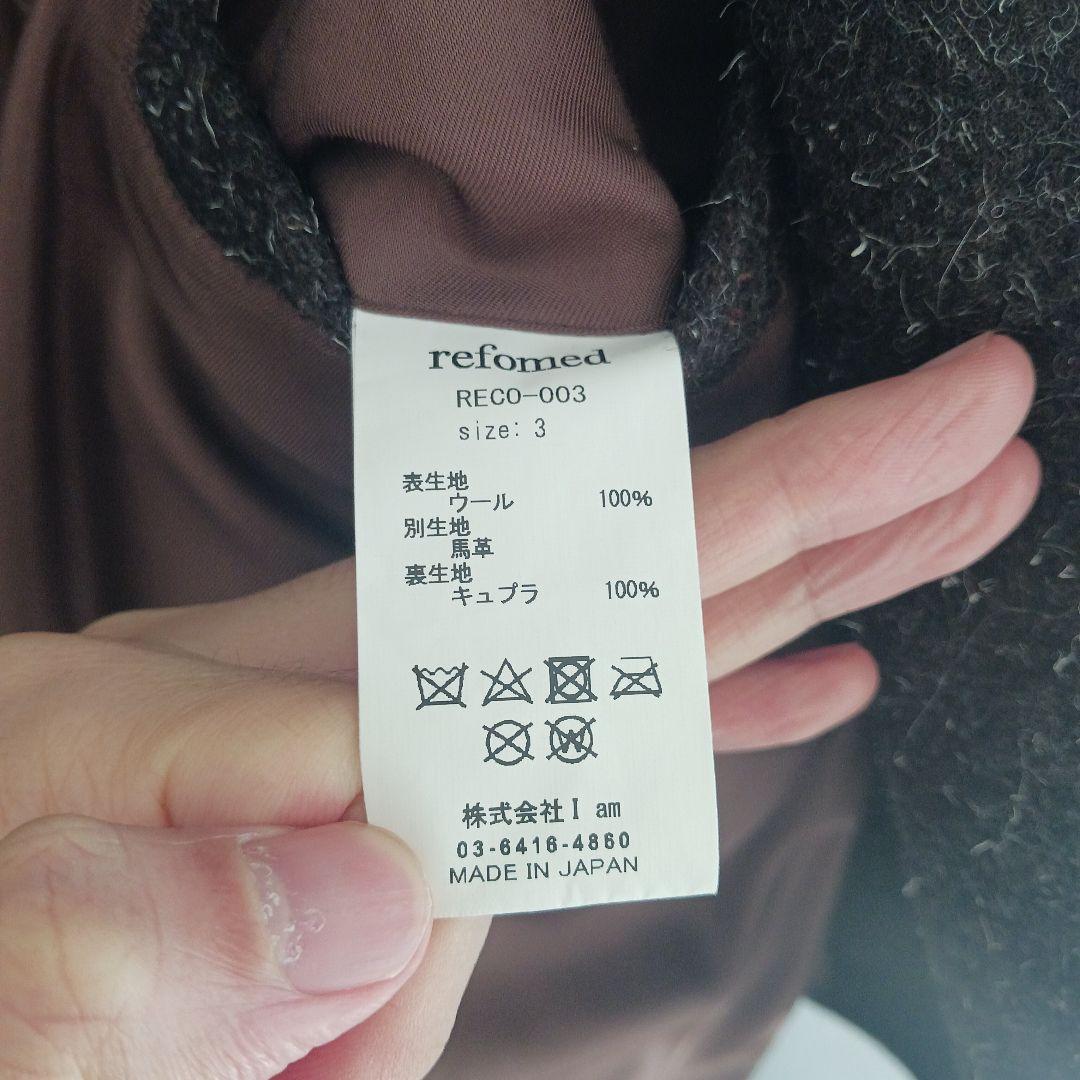 refomed
RECO-003
size: 3
表生地
ウール 100%
別生地
馬革
裏生地
キュプラ 100%
W
株式会社I am
03-6416-4860
MADE IN JAPAN